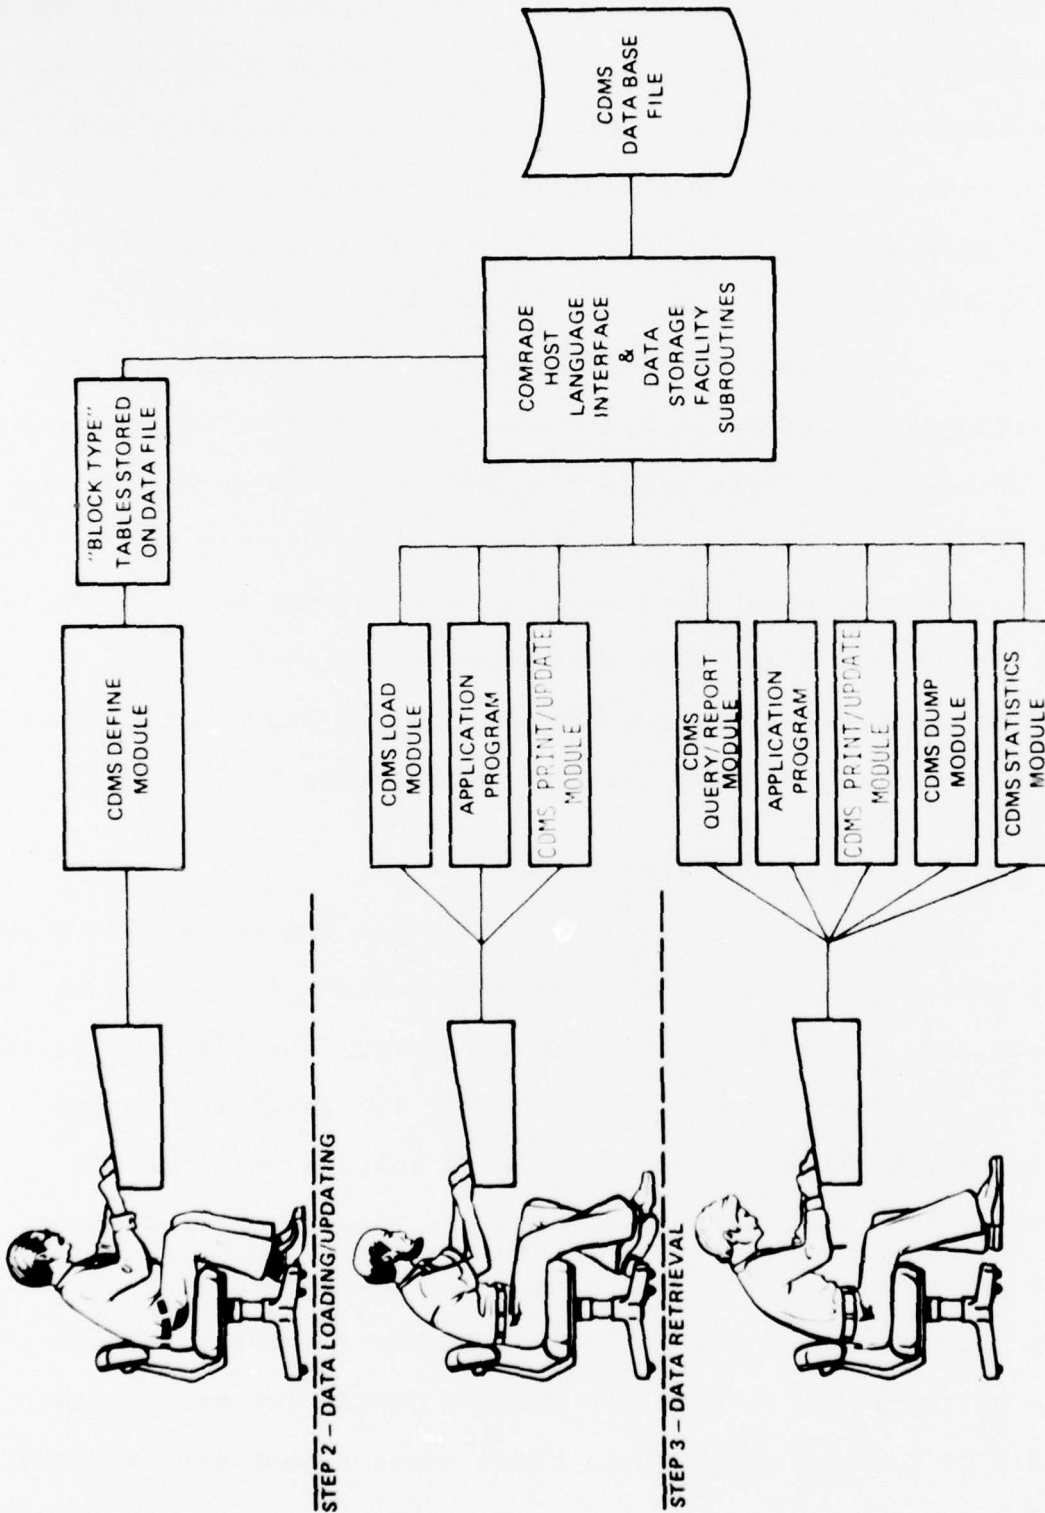 CDMS DEFINE
MODULE
"BLOCK TYPE"
TABLES STORED
ON DATA FILE
STEP 2 – DATA LOADING/UPDATING
CDMS LOAD
MODULE
APPLICATION
PROGRAM
CDMS PRINT/UPDATE
MODULE
COMRADE
HOST
LANGUAGE
INTERFACE
&
DATA
STORAGE
FACILITY
SUBROUTINES
CDMS
DATA BASE
FILE
STEP 3 – DATA RETRIEVAL
CDMS
QUERY/REPORT
MODULE
APPLICATION
PROGRAM
CDMS PRINT/UPDATE
MODULE
CDMS DUMP
MODULE
CDMS STATISTICS
MODULE